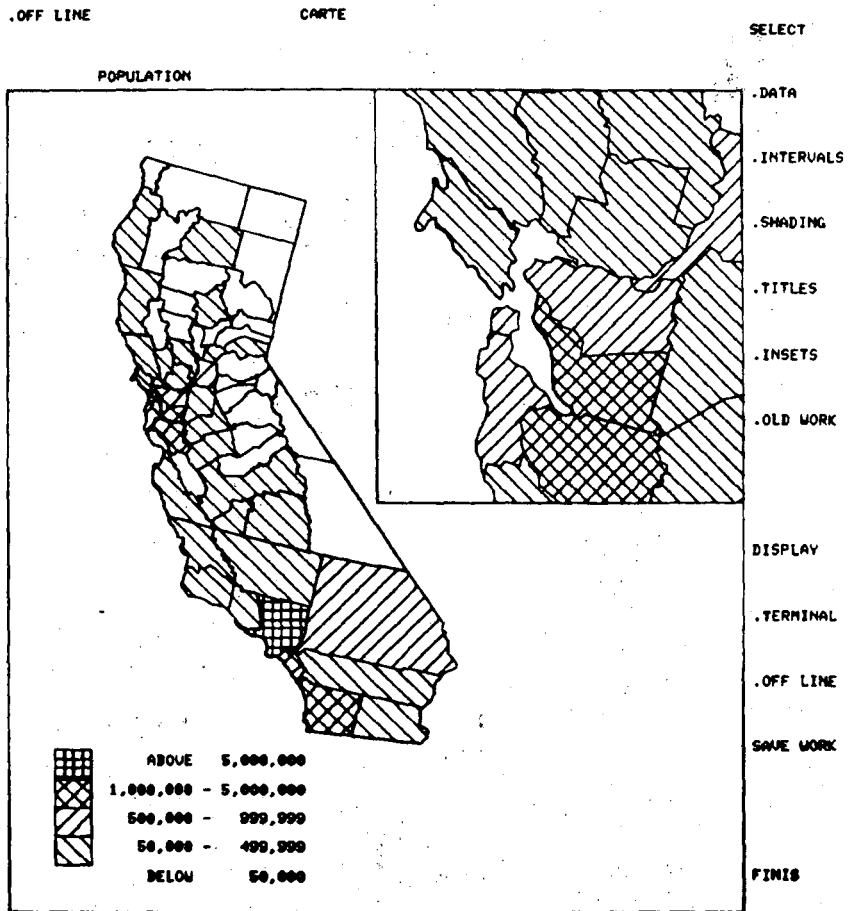 .OFF LINE CARTE
SELECT
POPULATION
.DATA
.INTERVALS
.SHADING
.TITLES
.INSETS
.OLD WORK
DISPLAY
.TERMINAL
.OFF LINE
SAVE WORK
FINIS
ABOVE 5,000,000
1,000,000 - 5,000,000
500,000 - 999,999
50,000 - 499,999
BELOW 50,000